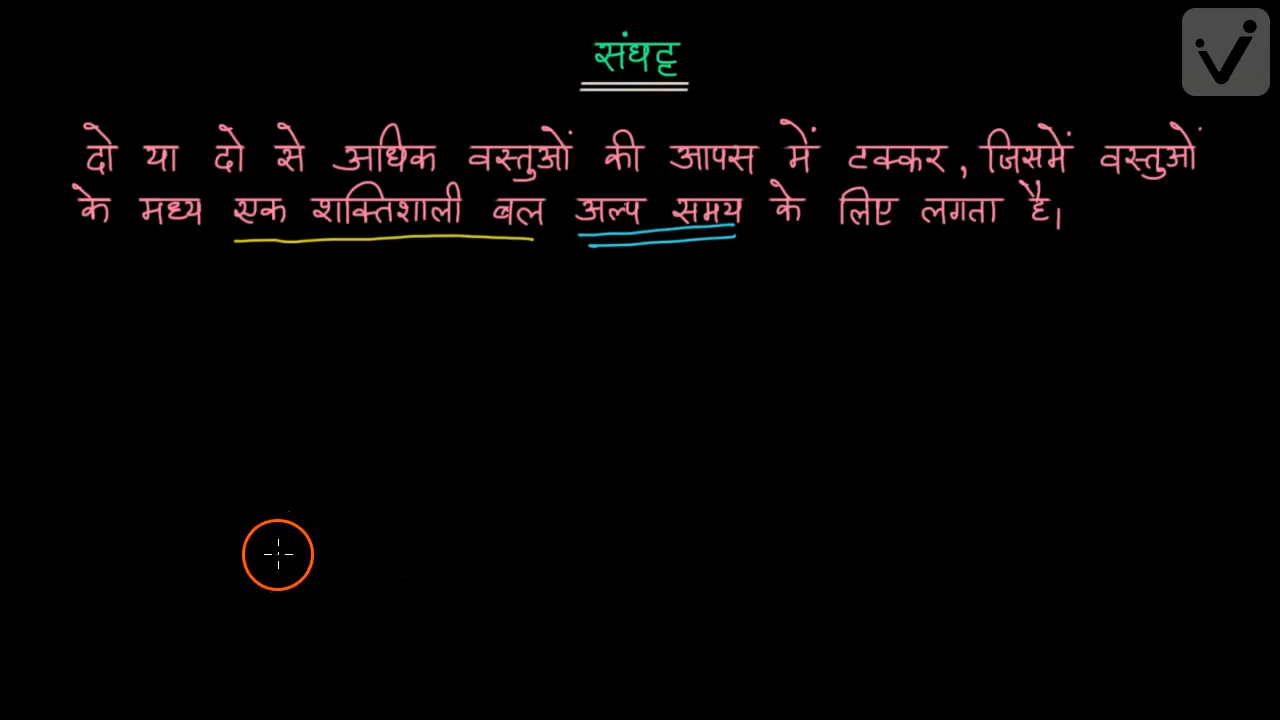 संघट्ट
दो या दो से अधिक वस्तुओं की आपस में टक्कर, जिसमें वस्तुओं
के मध्य एक शक्तिशाली बल अल्प समय के लिए लगता है।